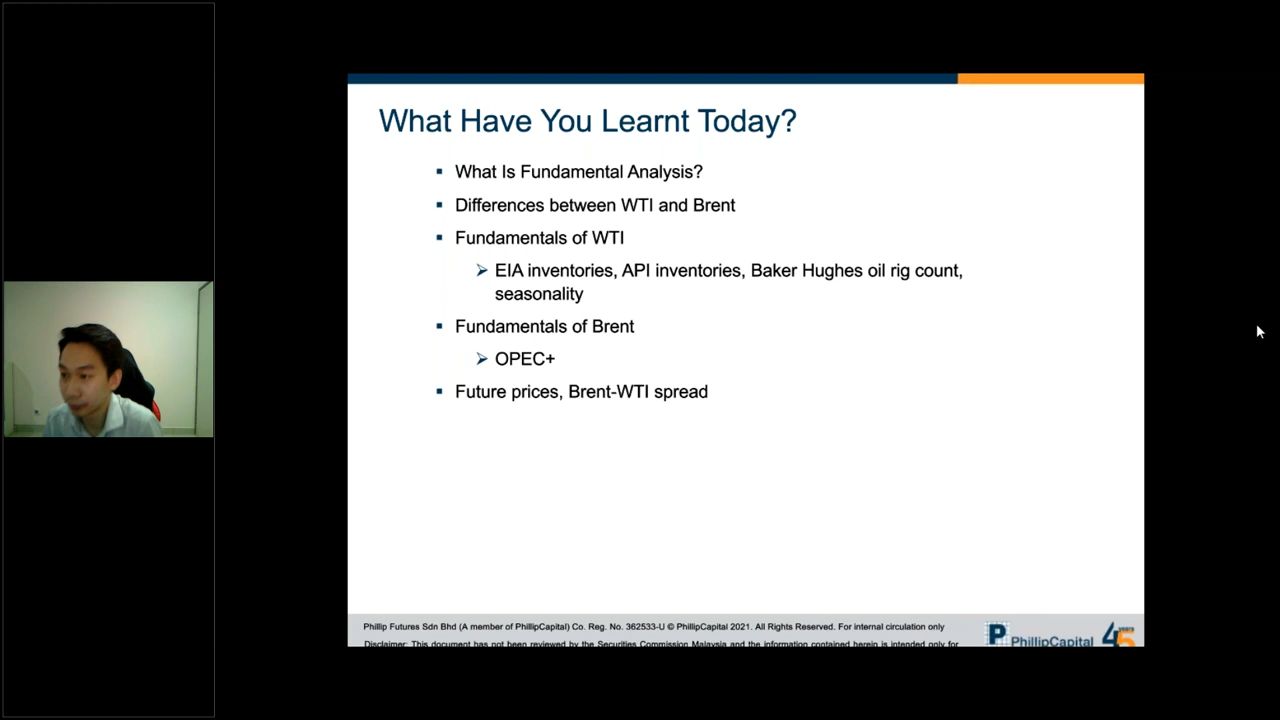 What Have You Learnt Today?
What Is Fundamental Analysis?
Differences between WTI and Brent
Fundamentals of WTI
EIA inventories, API inventories, Baker Hughes oil rig count,
seasonality
Fundamentals of Brent
OPEC+
Future prices, Brent-WTI spread
Phillip Futures Sdn Bhd (A member of PhillipCapital) Co. Reg. No. 362533-U © PhillipCapital 2021. All Rights Reserved. For internal circulation only
Disclaimer: This document has not been reviewed by the Securities Commission Malaysia and the information contained herein is intended only for
P PhillipCapital 45 years